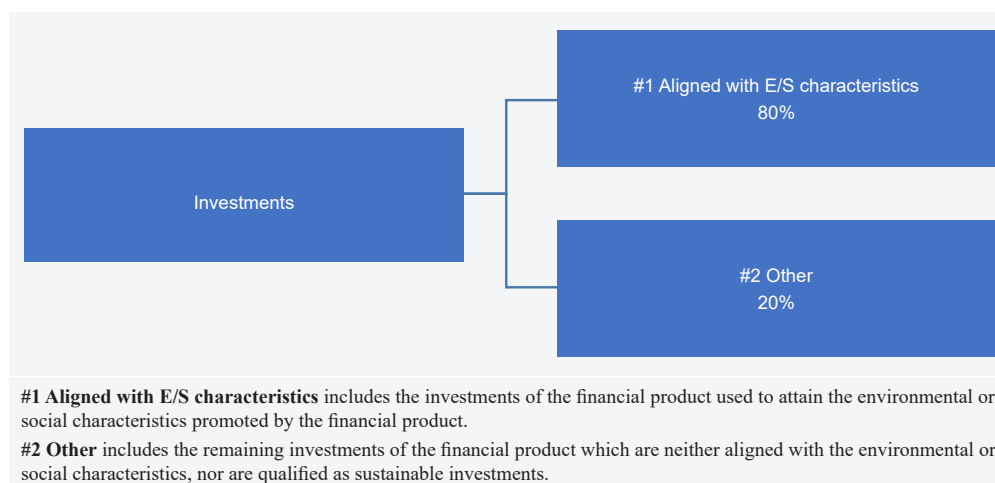 #1 Aligned with E/S characteristics
80%
Investments
#2 Other
20%
#1 Aligned with E/S characteristics includes the investments of the financial product used to attain the environmental or
social characteristics promoted by the financial product.
#2 Other includes the remaining investments of the financial product which are neither aligned with the environmental or
social characteristics, nor are qualified as sustainable investments.